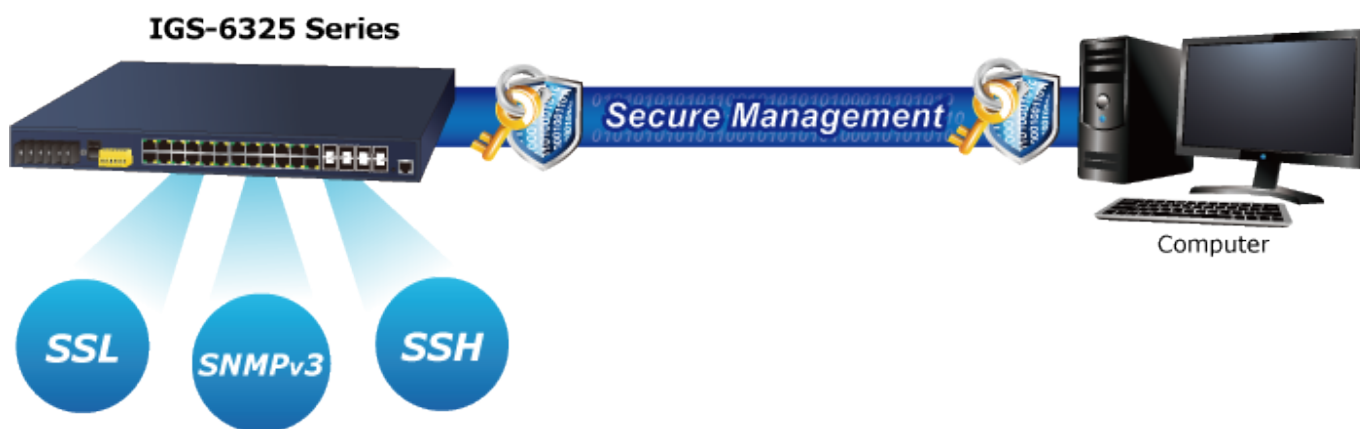 IGS-6325 Series
Secure Management
Computer
SSL
SNMPv3
SSH